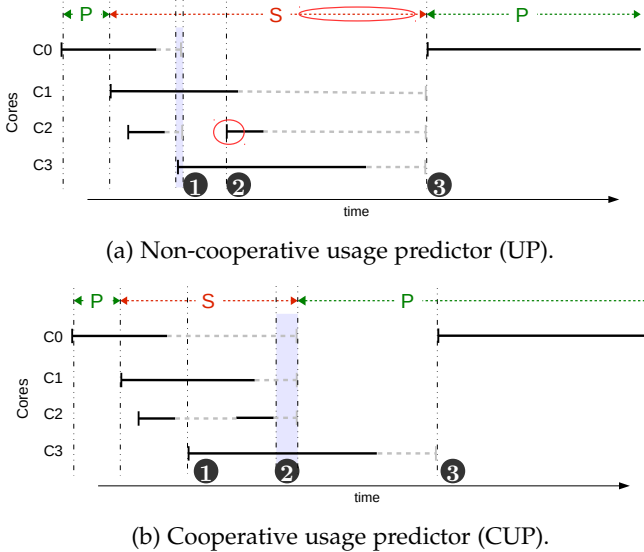 P S P
C0
C1
C2
C3
Cores
1 2 3
time
(a) Non-cooperative usage predictor (UP).
P S P
C0
C1
C2
C3
Cores
1 2 3
time
(b) Cooperative usage predictor (CUP).